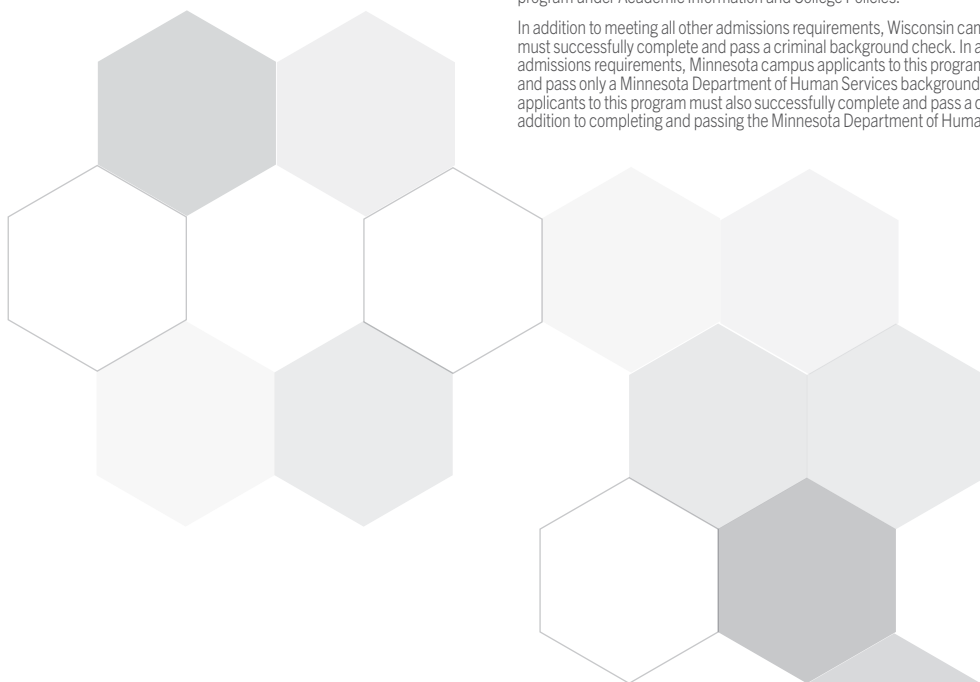 program under Academic Information and College Policies.
In addition to meeting all other admissions requirements, Wisconsin
must successfully complete and pass a criminal background check. In
admissions requirements, Minnesota campus applicants to this program
and pass only a Minnesota Department of Human Services background
applicants to this program must also successfully complete and pass a
addition to completing and passing the Minnesota Department of